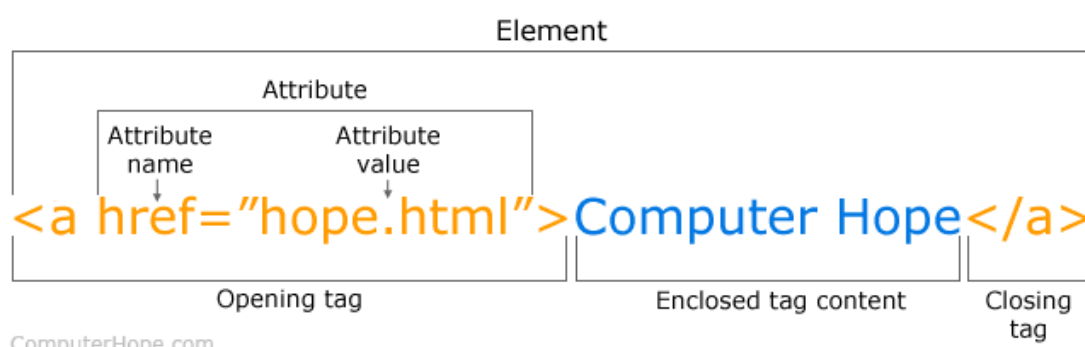 Element
Attribute
Attribute name
Attribute value
<a href=”hope.html”>Computer Hope</a>
Opening tag
Enclosed tag content
Closing tag
ComputerHope.com